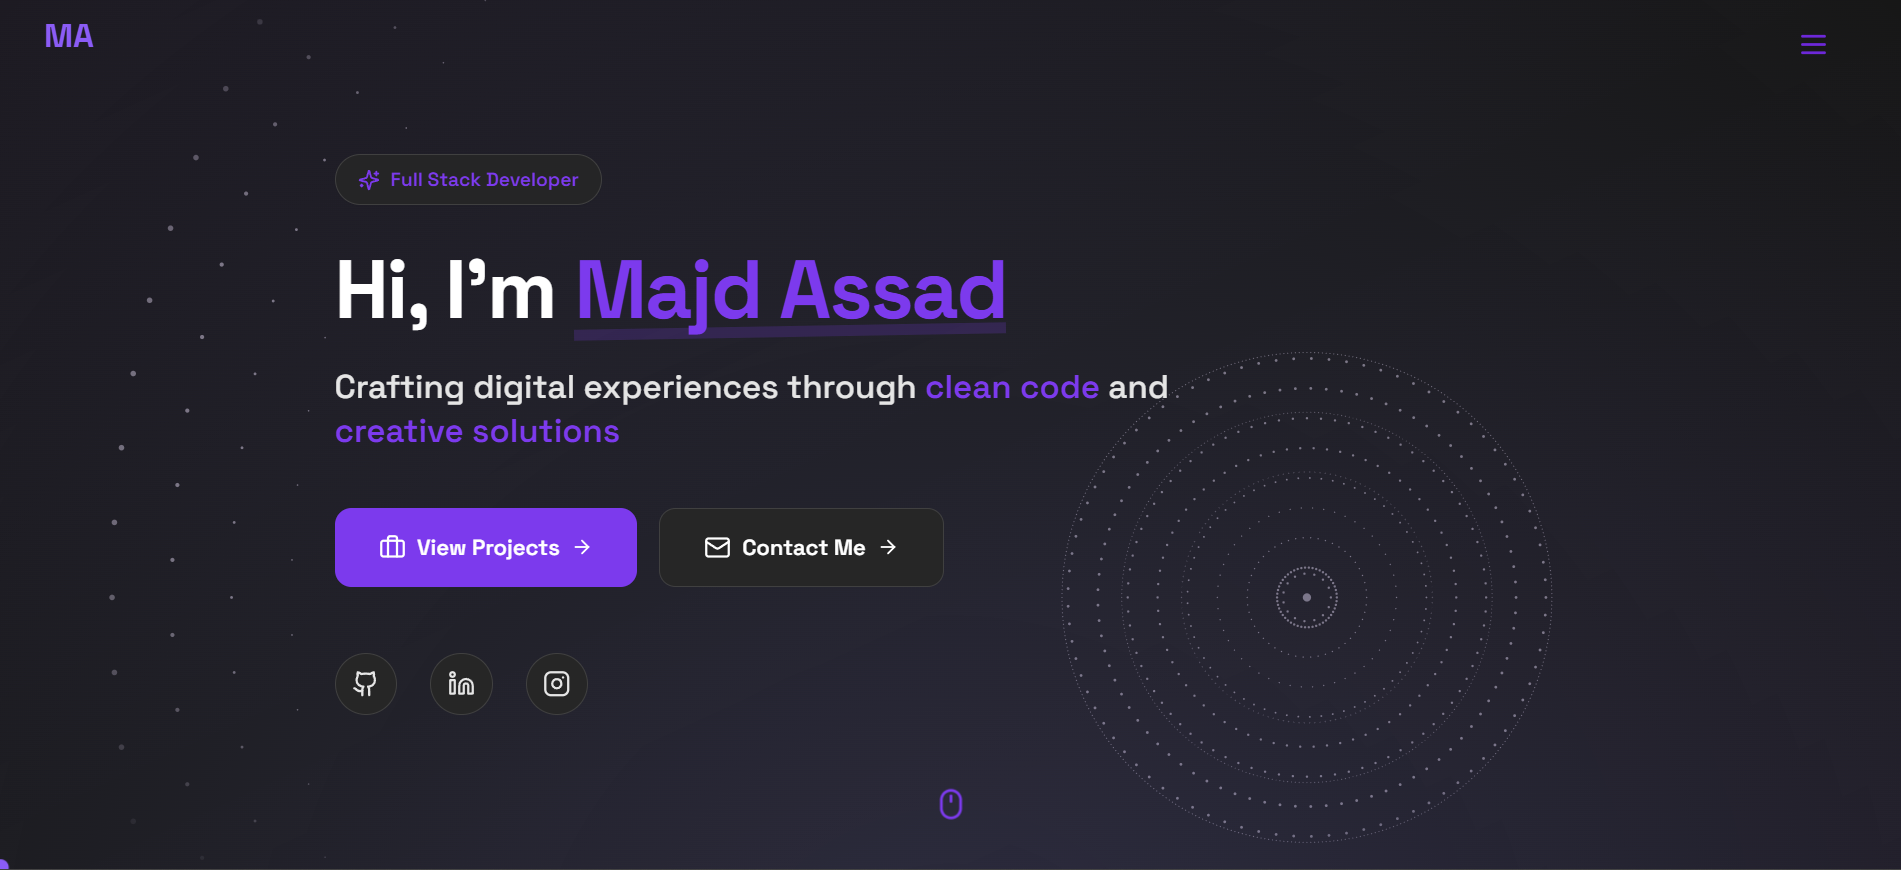 MA
Full Stack Developer
Hi, I'm Majd Assad
Crafting digital experiences through clean code and
creative solutions
View Projects
Contact Me